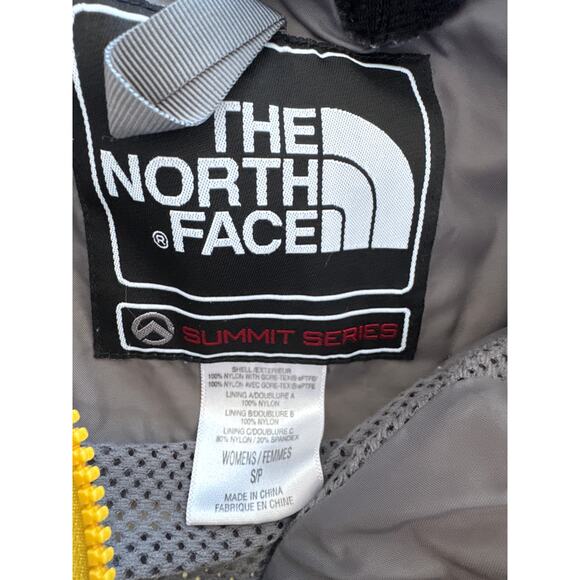 THE
NORTH
® FACE
SUMMIT SERIES
SHELL/EXTERIEUR
100% NYLON WITH GORE-TEX® ePTFE/
100% NYLON AVEC GORE-TEX® ePTFE
LINING A/DOUBLURE A
100% NYLON
LINING B/DOUBLURE B
100% NYLON
LINING C/DOUBLURE C
80% NYLON / 20% SPANDEX
WOMENS / FEMMES
S/P
MADE IN CHINA
FABRIQUE EN CHINE